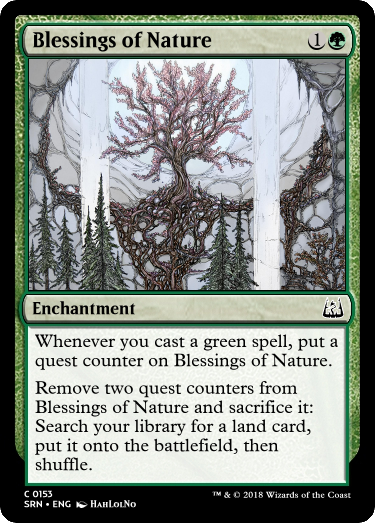 Blessings of Nature 1
Enchantment
Whenever you cast a green spell, put a
quest counter on Blessings of Nature.
Remove two quest counters from
Blessings of Nature and sacrifice it:
Search your library for a land card,
put it onto the battlefield, then
shuffle.
C 0153
SRN • ENG HahLolNo
™ & © 2018 Wizards of the Coast